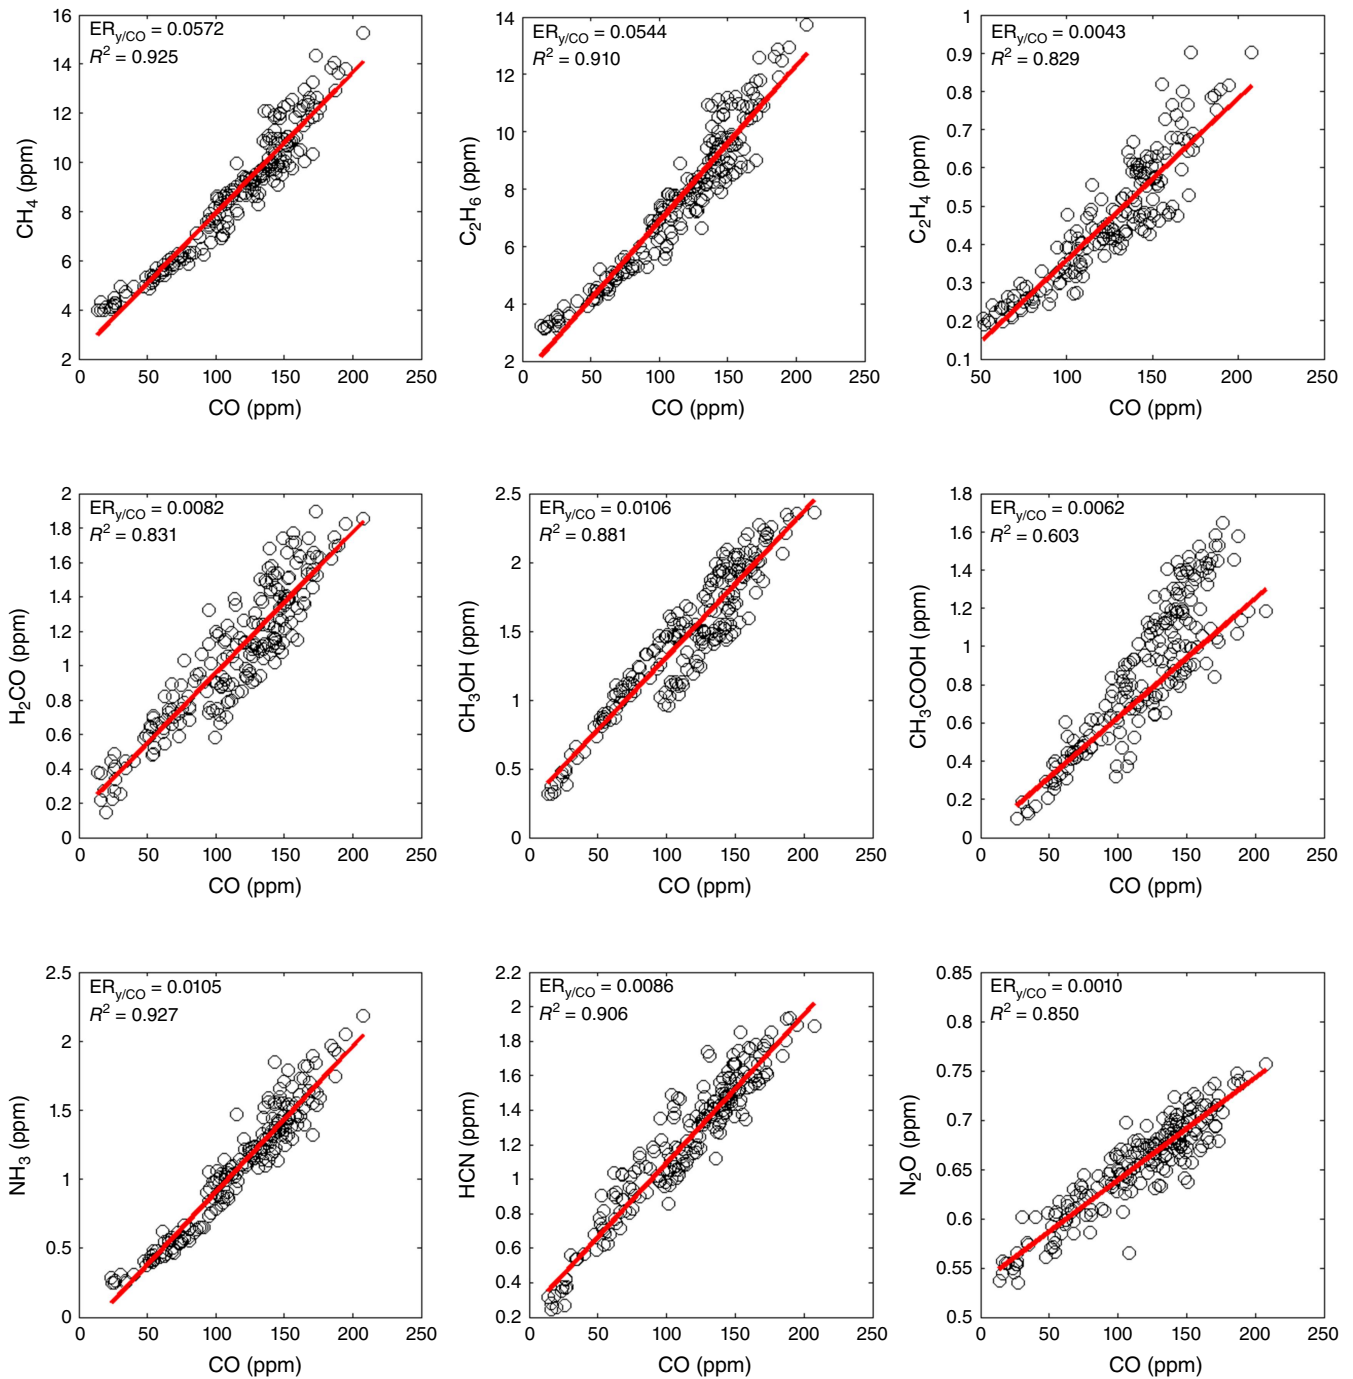 ER_y/CO = 0.0572
R² = 0.925
16
14
12
10
8
6
4
2
CH₄ (ppm)
0 50 100 150 200 250
CO (ppm)
ER_y/CO = 0.0544
R² = 0.910
14
12
10
8
6
4
2
C₂H₆ (ppm)
0 50 100 150 200 250
CO (ppm)
ER_y/CO = 0.0043
R² = 0.829
1
0.9
0.8
0.7
0.6
0.5
0.4
0.3
0.2
0.1
C₂H₄ (ppm)
50 100 150 200 250
CO (ppm)
ER_y/CO = 0.0082
R² = 0.831
2
1.8
1.6
1.4
1.2
1
0.8
0.6
0.4
0.2
0
H₂CO (ppm)
0 50 100 150 200 250
CO (ppm)
ER_y/CO = 0.0106
R² = 0.881
2.5
2
1.5
1
0.5
0
CH₃OH (ppm)
0 50 100 150 200 250
CO (ppm)
ER_y/CO = 0.0062
R² = 0.603
1.8
1.6
1.4
1.2
1
0.8
0.6
0.4
0.2
0
CH₃COOH (ppm)
0 50 100 150 200 250
CO (ppm)
ER_y/CO = 0.0105
R² = 0.927
2.5
2
1.5
1
0.5
0
NH₃ (ppm)
0 50 100 150 200 250
CO (ppm)
ER_y/CO = 0.0086
R² = 0.906
2.2
2
1.8
1.6
1.4
1.2
1
0.8
0.6
0.4
0.2
HCN (ppm)
0 50 100 150 200 250
CO (ppm)
ER_y/CO = 0.0010
R² = 0.850
0.85
0.8
0.75
0.7
0.65
0.6
0.55
0.5
N₂O (ppm)
0 50 100 150 200 250
CO (ppm)